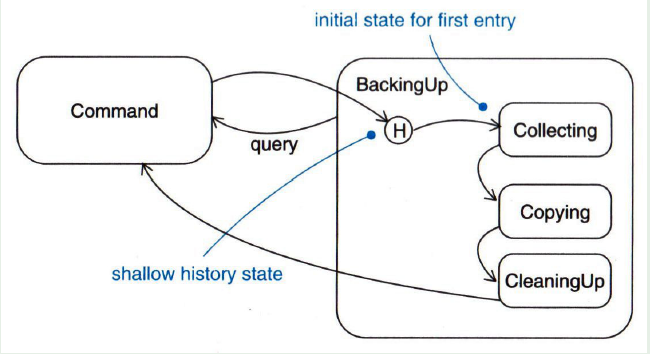 initial state for first entry
BackingUp
Command
H
Collecting
query
Copying
shallow history state
CleaningUp